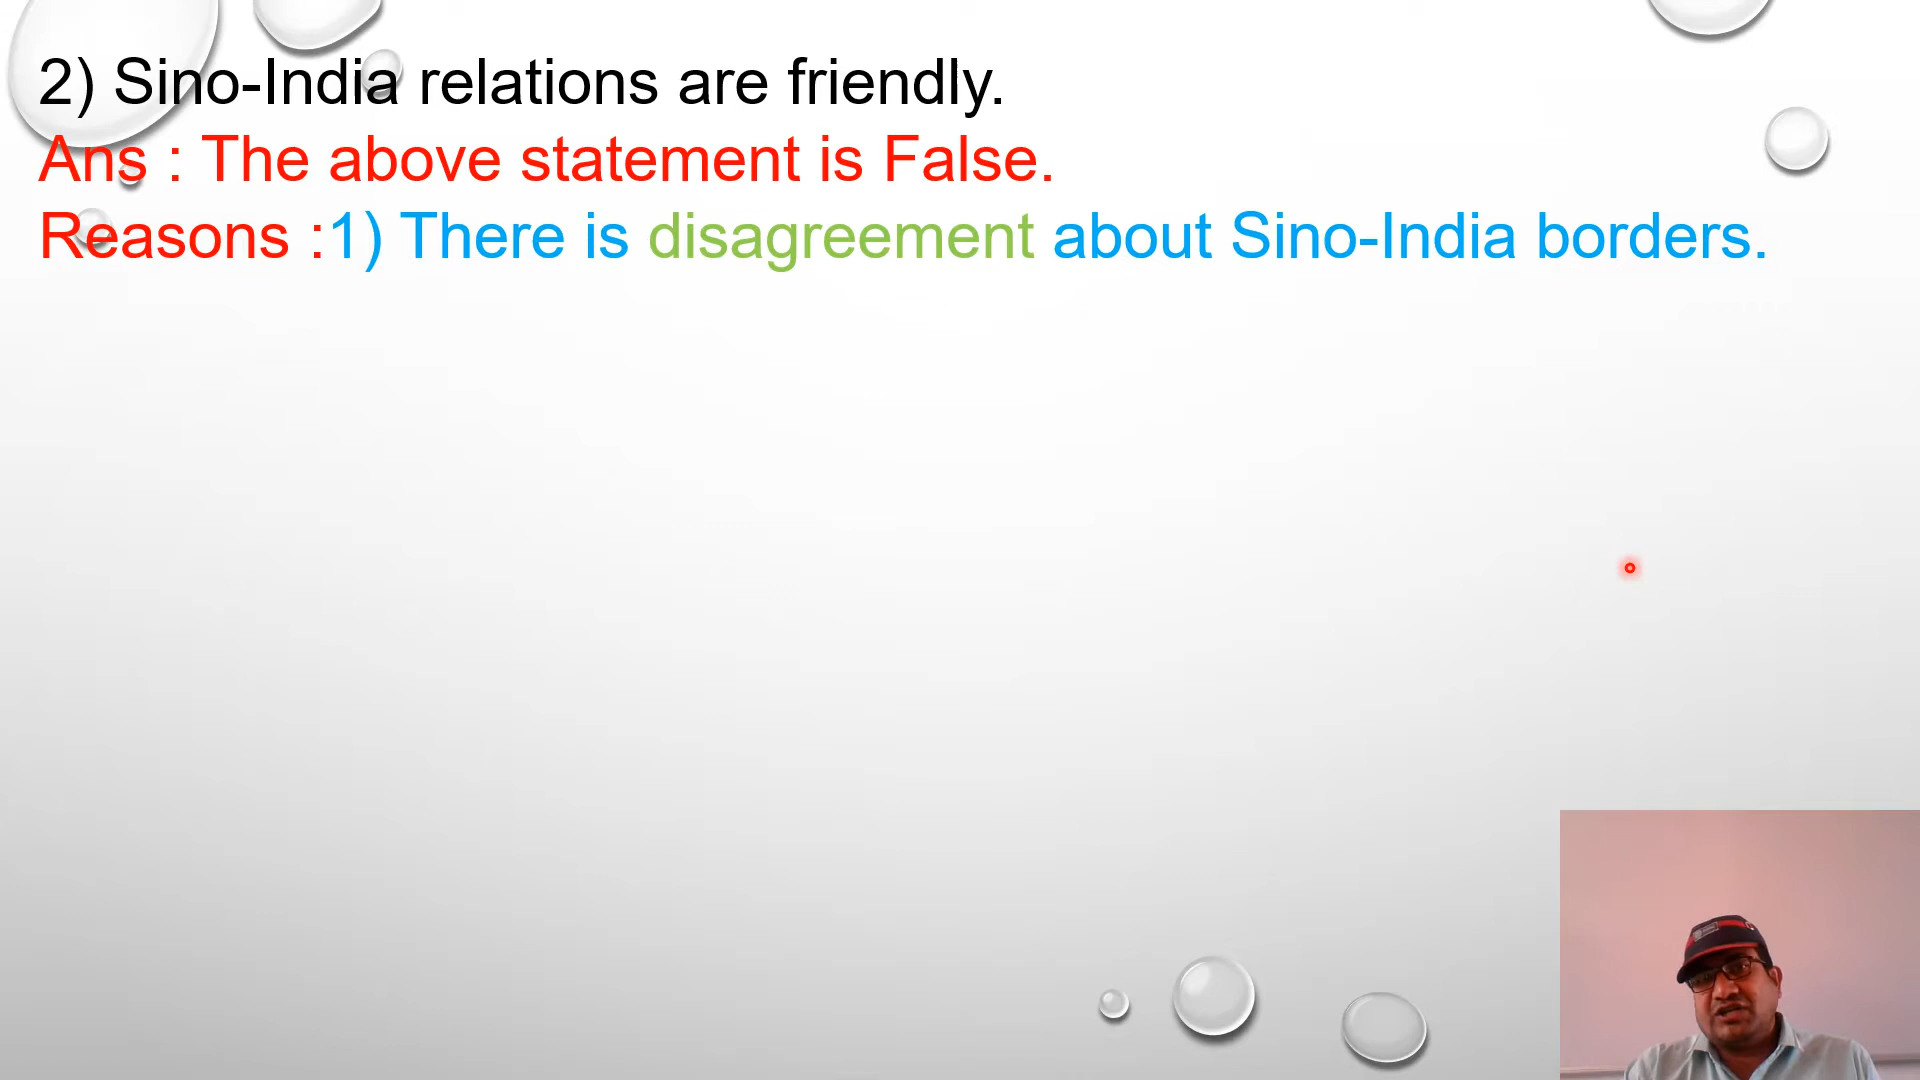 2) Sino-India relations are friendly.
Ans : The above statement is False.
Reasons :1) There is disagreement about Sino-India borders.